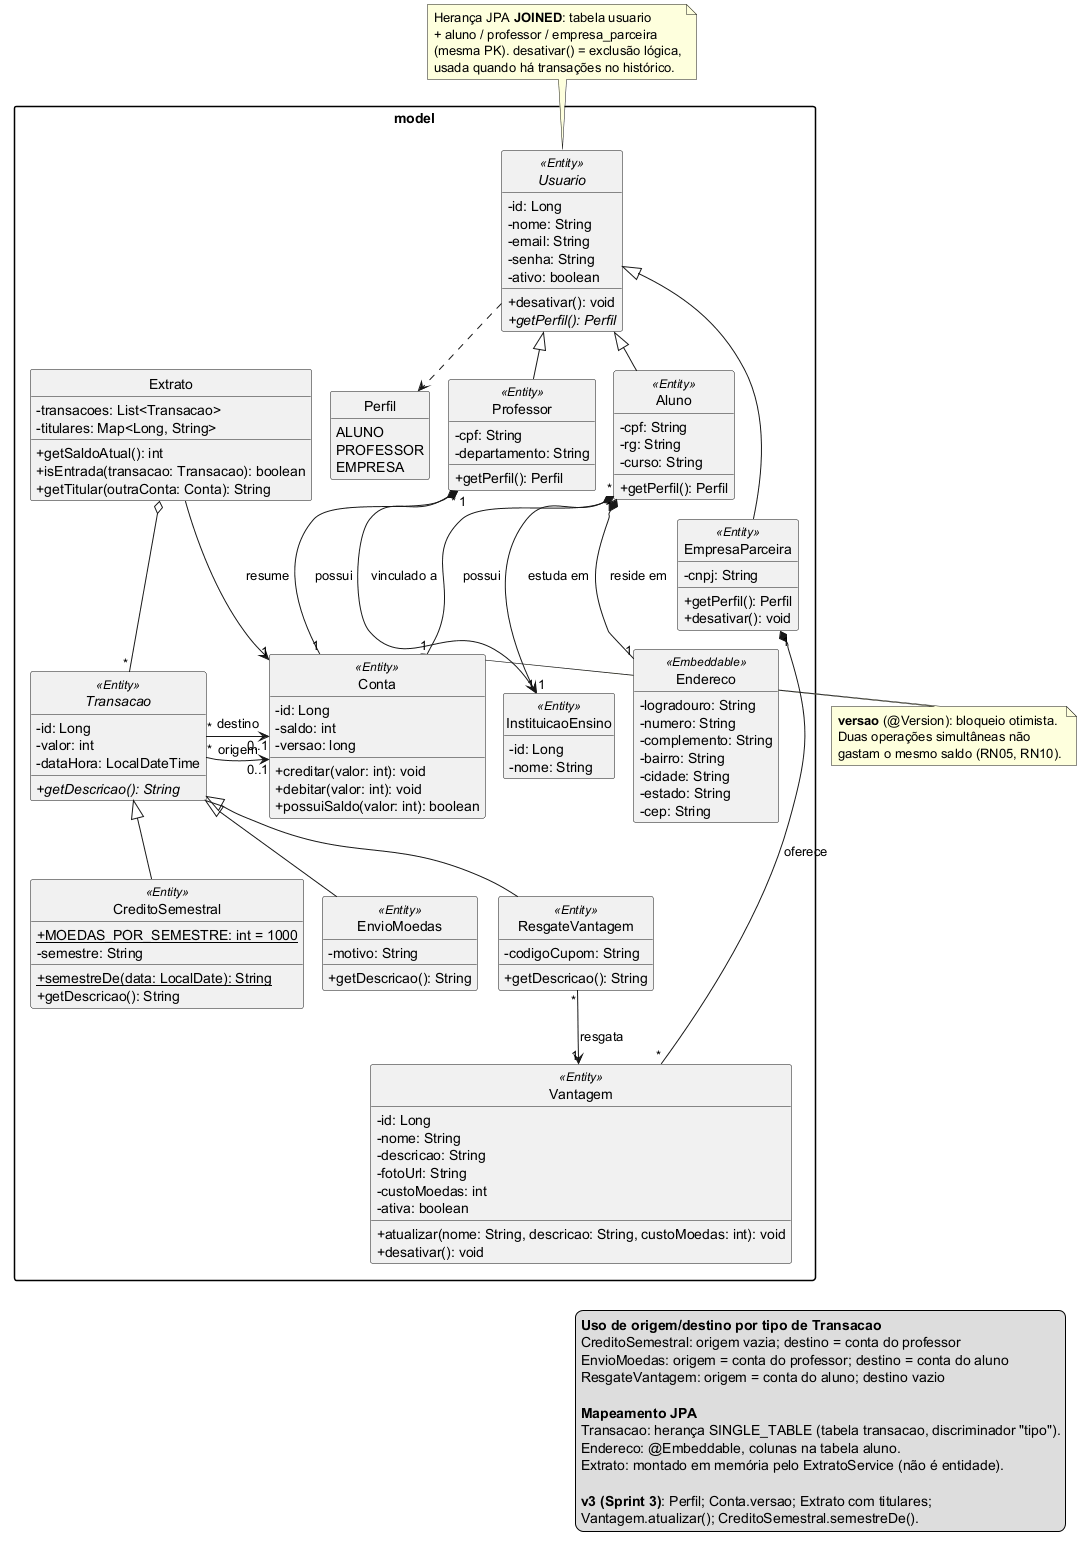 Herança JPA JOINED: tabela usuario
+ aluno / professor / empresa_parceira
(mesma PK). desativar() = exclusão lógica,
usada quando há transações no histórico.
model
«Entity»
Usuario
-id: Long
-nome: String
-email: String
-senha: String
-ativo: boolean
+desativar(): void
+getPerfil(): Perfil
Extrato
-transacoes: List<Transacao>
-titulares: Map<Long, String>
+getSaldoAtual(): int
+isEntrada(transacao: Transacao): boolean
+getTitular(outraConta: Conta): String
Perfil
ALUNO
PROFESSOR
EMPRESA
«Entity»
Professor
-cpf: String
-departamento: String
+getPerfil(): Perfil
«Entity»
Aluno
-cpf: String
-rg: String
-curso: String
+getPerfil(): Perfil
«Entity»
EmpresaParceira
-cnpj: String
+getPerfil(): Perfil
+desativar(): void
resume
possui
vinculado a
possui
estuda em
reside em
*
1
*
1
1
1
1
1
1
*
«Entity»
Transacao
-id: Long
-valor: int
-dataHora: LocalDateTime
+getDescricao(): String
* destino
0..1
* origem
0..1
«Entity»
Conta
-id: Long
-saldo: int
-versao: long
+creditar(valor: int): void
+debitar(valor: int): void
+possuiSaldo(valor: int): boolean
«Entity»
InstituicaoEnsino
-id: Long
-nome: String
«Embeddable»
Endereco
-logradouro: String
-numero: String
-complemento: String
-bairro: String
-cidade: String
-estado: String
-cep: String
versao (@Version): bloqueio otimista.
Duas operações simultâneas não
gastam o mesmo saldo (RN05, RN10).
oferece
«Entity»
CreditoSemestral
+MOEDAS_POR_SEMESTRE: int = 1000
-semestre: String
+semestreDe(data: LocalDate): String
+getDescricao(): String
«Entity»
EnvioMoedas
-motivo: String
+getDescricao(): String
«Entity»
ResgateVantagem
-codigoCupom: String
+getDescricao(): String
*
resgata
1
*
«Entity»
Vantagem
-id: Long
-nome: String
-descricao: String
-fotoUrl: String
-custoMoedas: int
-ativa: boolean
+atualizar(nome: String, descricao: String, custoMoedas: int): void
+desativar(): void
Uso de origem/destino por tipo de Transacao
CreditoSemestral: origem vazia; destino = conta do professor
EnvioMoedas: origem = conta do professor; destino = conta do aluno
ResgateVantagem: origem = conta do aluno; destino vazio
Mapeamento JPA
Transacao: herança SINGLE_TABLE (tabela transacao, discriminador "tipo").
Endereco: @Embeddable, colunas na tabela aluno.
Extrato: montado em memória pelo ExtratoService (não é entidade).
v3 (Sprint 3): Perfil; Conta.versao; Extrato com titulares;
Vantagem.atualizar(); CreditoSemestral.semestreDe().